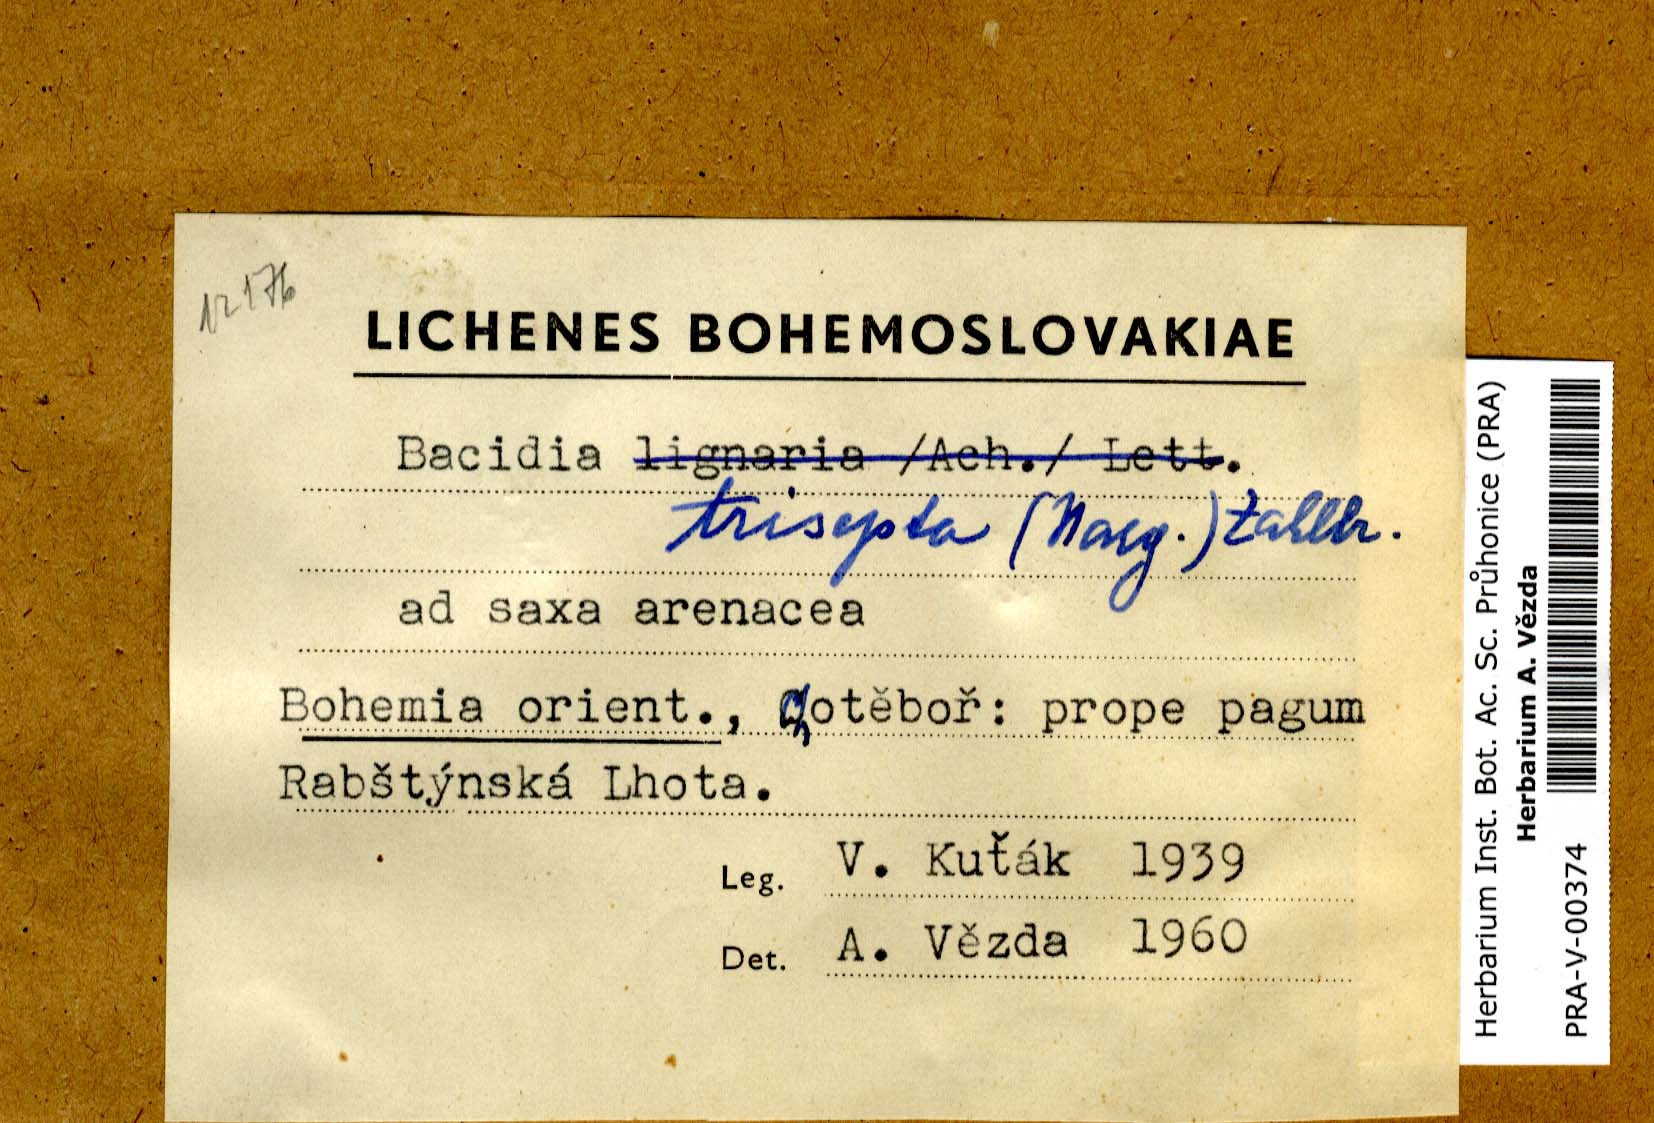 12176
LICHENES BOHEMOSLOVAKIAE
Bacidia lignaria /Ach./ Lett.
trisepta (Naeg.) Zahlbr.
ad saxa arenacea
Bohemia orient., Chotěboř: prope pagum
Rabštýnská Lhota.
Leg. V. Kuťák 1939
Det. A. Vězda 1960
Herbarium Inst. Bot. Ac. Sc. Průhonice (PRA)
Herbarium A. Vězda
PRA-V-00374